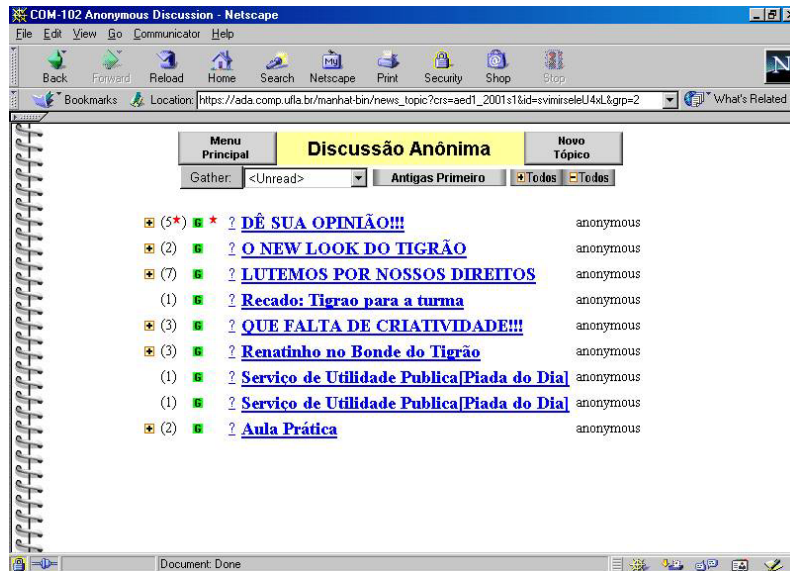 COM-102 Anonymous Discussion - Netscape
File Edit View Go Communicator Help
Back Forward Reload Home Search Netscape Print Security Shop Stop
Bookmarks Location: https://ada.comp.ufla.br/manhat-bin/news_topic?crs=aed1_2001s1&id=svimirseleU4xL&grp=2 What's Related
Menu Principal Discussão Anônima Novo Tópico
Gather: <Unread> Antigas Primeiro +Todos -Todos
+ (5*) G * ? DÊ SUA OPINIÃO!!! anonymous
+ (2) G ? O NEW LOOK DO TIGRÃO anonymous
+ (7) G ? LUTEMOS POR NOSSOS DIREITOS anonymous
(1) G ? Recado: Tigrao para a turma anonymous
+ (3) G ? QUE FALTA DE CRIATIVIDADE!!! anonymous
+ (3) G ? Renatinho no Bonde do Tigrão anonymous
(1) G ? Serviço de Utilidade Publica[Piada do Dia] anonymous
(1) G ? Serviço de Utilidade Publica[Piada do Dia] anonymous
+ (2) G ? Aula Prática anonymous
Document: Done